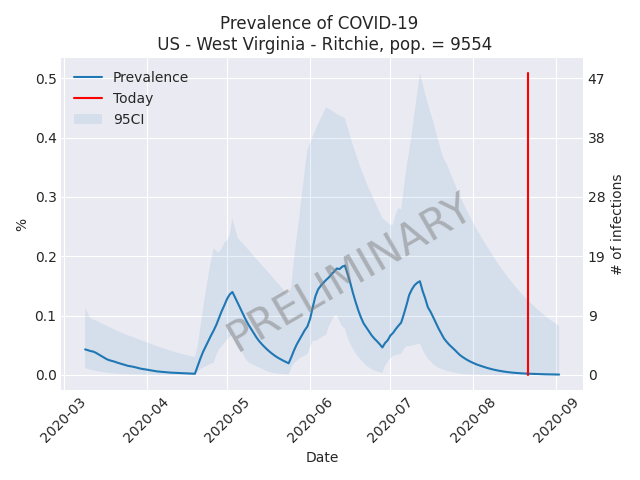 Prevalence of COVID-19
US - West Virginia - Ritchie, pop. = 9554
Prevalence
Today
95CI
PRELIMINARY
%
0.5
0.4
0.3
0.2
0.1
0.0
47
38
28
19
9
0
# of infections
2020-03
2020-04
2020-05
2020-06
2020-07
2020-08
2020-09
Date